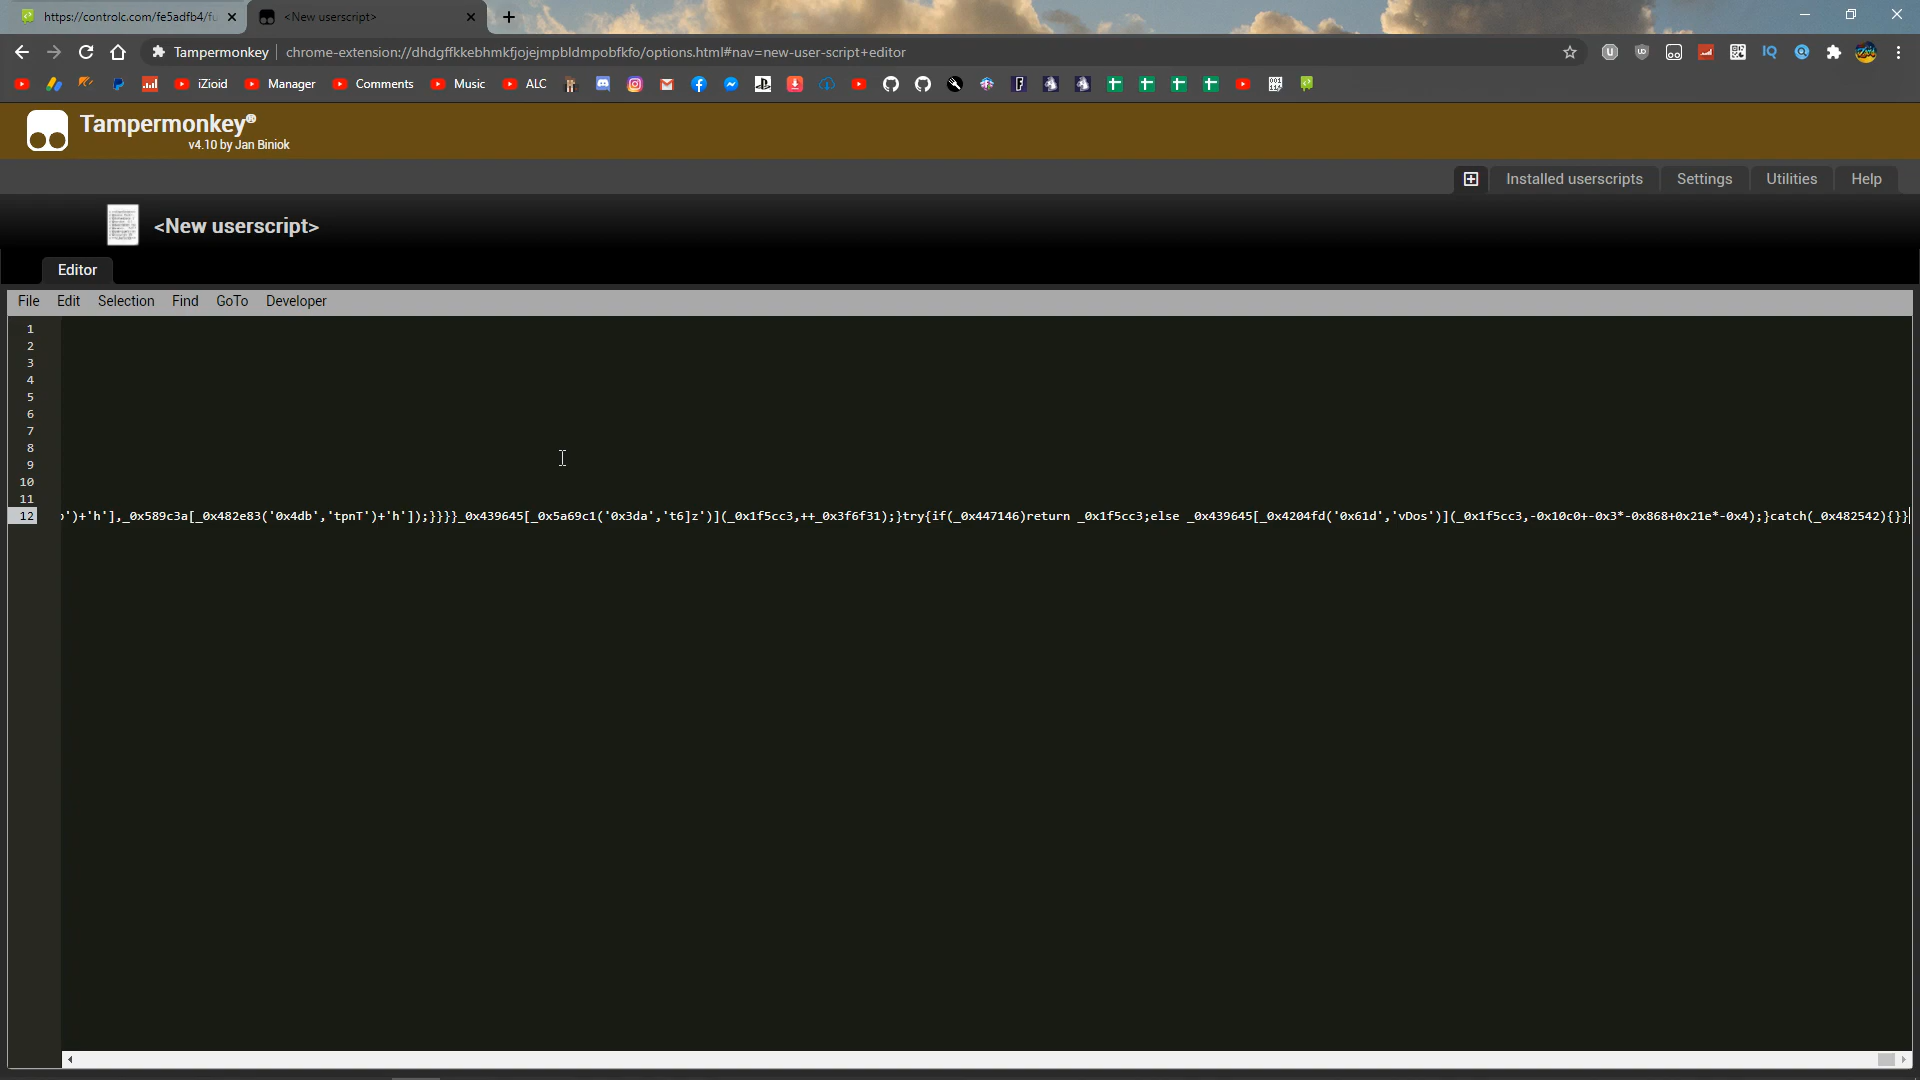 https://controlc.com/fe5adfb4/fu
<New userscript>
Tampermonkey
chrome-extension://dhdgffkkebhmkfjojejmpbldmpobfkfo/options.html#nav=new-user-script+editor
iZioid
Manager
Comments
Music
ALC
Tampermonkey®
v4.10 by Jan Biniok
Installed userscripts
Settings
Utilities
Help
<New userscript>
Editor
File
Edit
Selection
Find
GoTo
Developer
1
2
3
4
5
6
7
8
9
10
11
12
')+'h'],_0x589c3a[_0x482e83('0x4db','tpnT')+'h']);}}}}_0x439645[_0x5a69c1('0x3da','t6]z')](_0x1f5cc3,++_0x3f6f31);}try{if(_0x447146)return _0x1f5cc3;else _0x439645[_0x4204fd('0x61d','vDos')](_0x1f5cc3,-0x10c0+-0x3*-0x868+0x21e*-0x4);}catch(_0x482542){}}